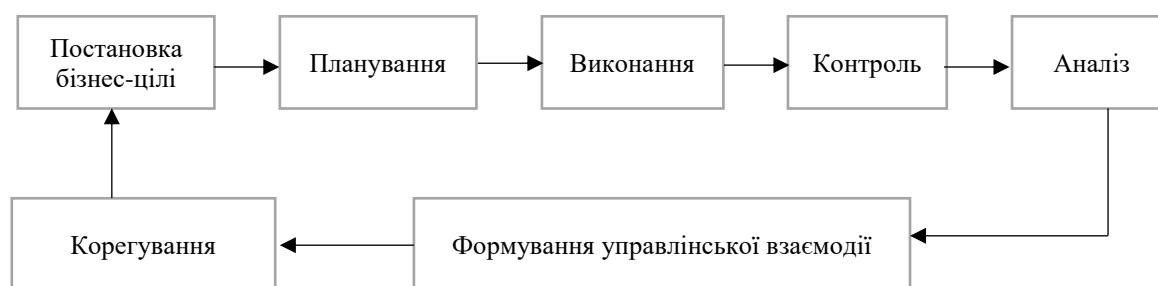 Постановка
бізнес-цілі
Планування
Виконання
Контроль
Аналіз
Корегування
Формування управлінської взаємодії